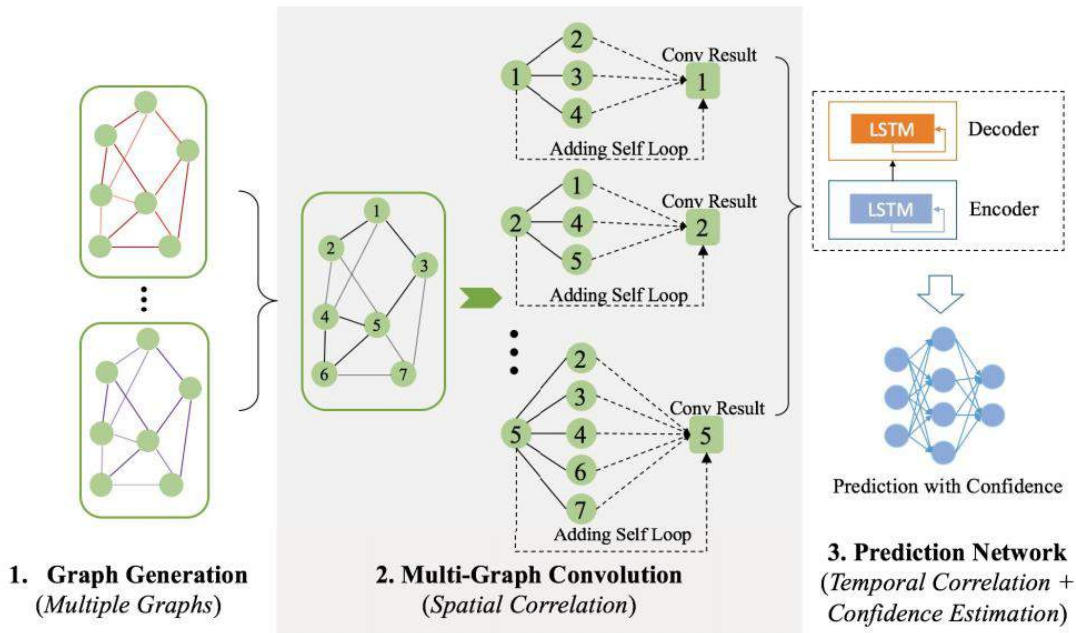 1
2
3
4
5
6
7
2
1
3
4
Conv Result
1
Adding Self Loop
1
2
4
5
Conv Result
2
Adding Self Loop
2
3
5
4
6
7
Conv Result
5
Adding Self Loop
LSTM
Decoder
LSTM
Encoder
Prediction with Confidence
1. Graph Generation
(Multiple Graphs)
2. Multi-Graph Convolution
(Spatial Correlation)
3. Prediction Network
(Temporal Correlation +
Confidence Estimation)